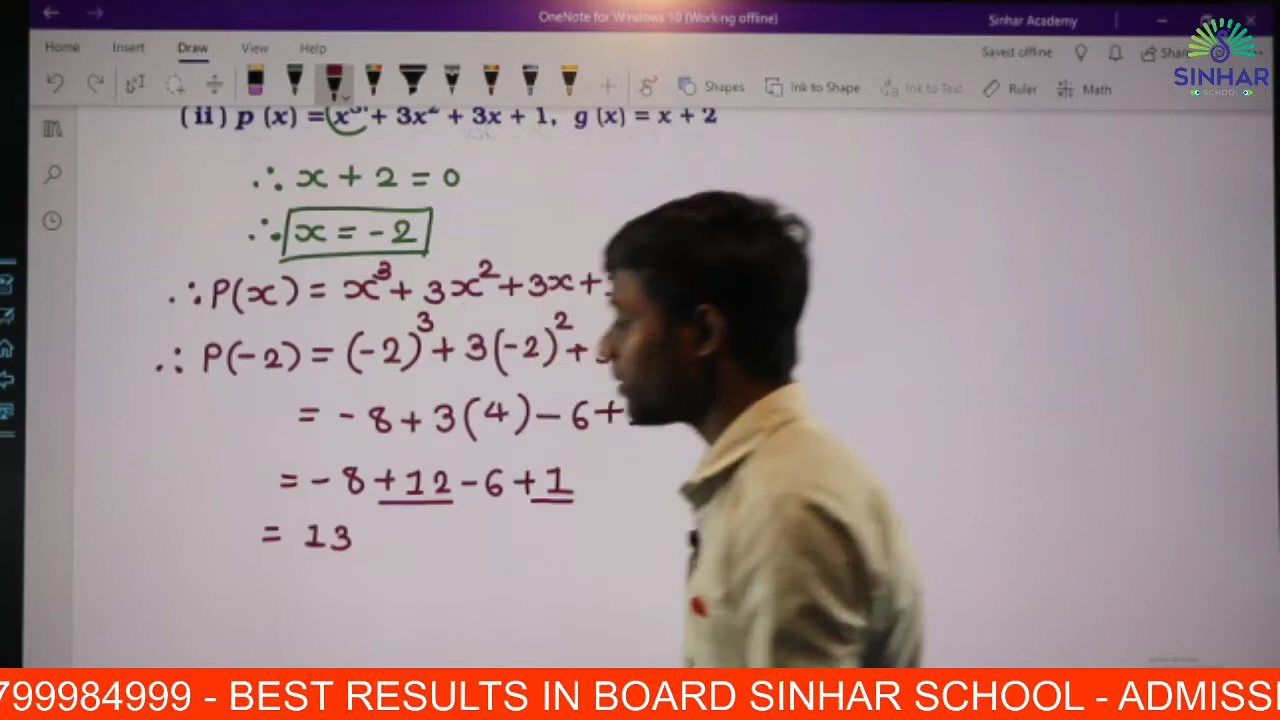 OneNote for Windows 10 (Working offline)
Sinhar Academy
Home Insert Draw View Help
Saved offline
Shapes Ink to Shape Ink to Text Ruler Math
SINHAR
SCHOOL
(ii) p (x) = x³ + 3x² + 3x + 1, g (x) = x + 2
∴ x + 2 = 0
∴ x = -2
∴ P(x) = x³ + 3x² + 3x +
∴ P(-2) = (-2)³ + 3(-2)² +
= -8 + 3(4) - 6 +
= -8 + 12 - 6 + 1
= 13
799984999 - BEST RESULTS IN BOARD SINHAR SCHOOL - ADMISS